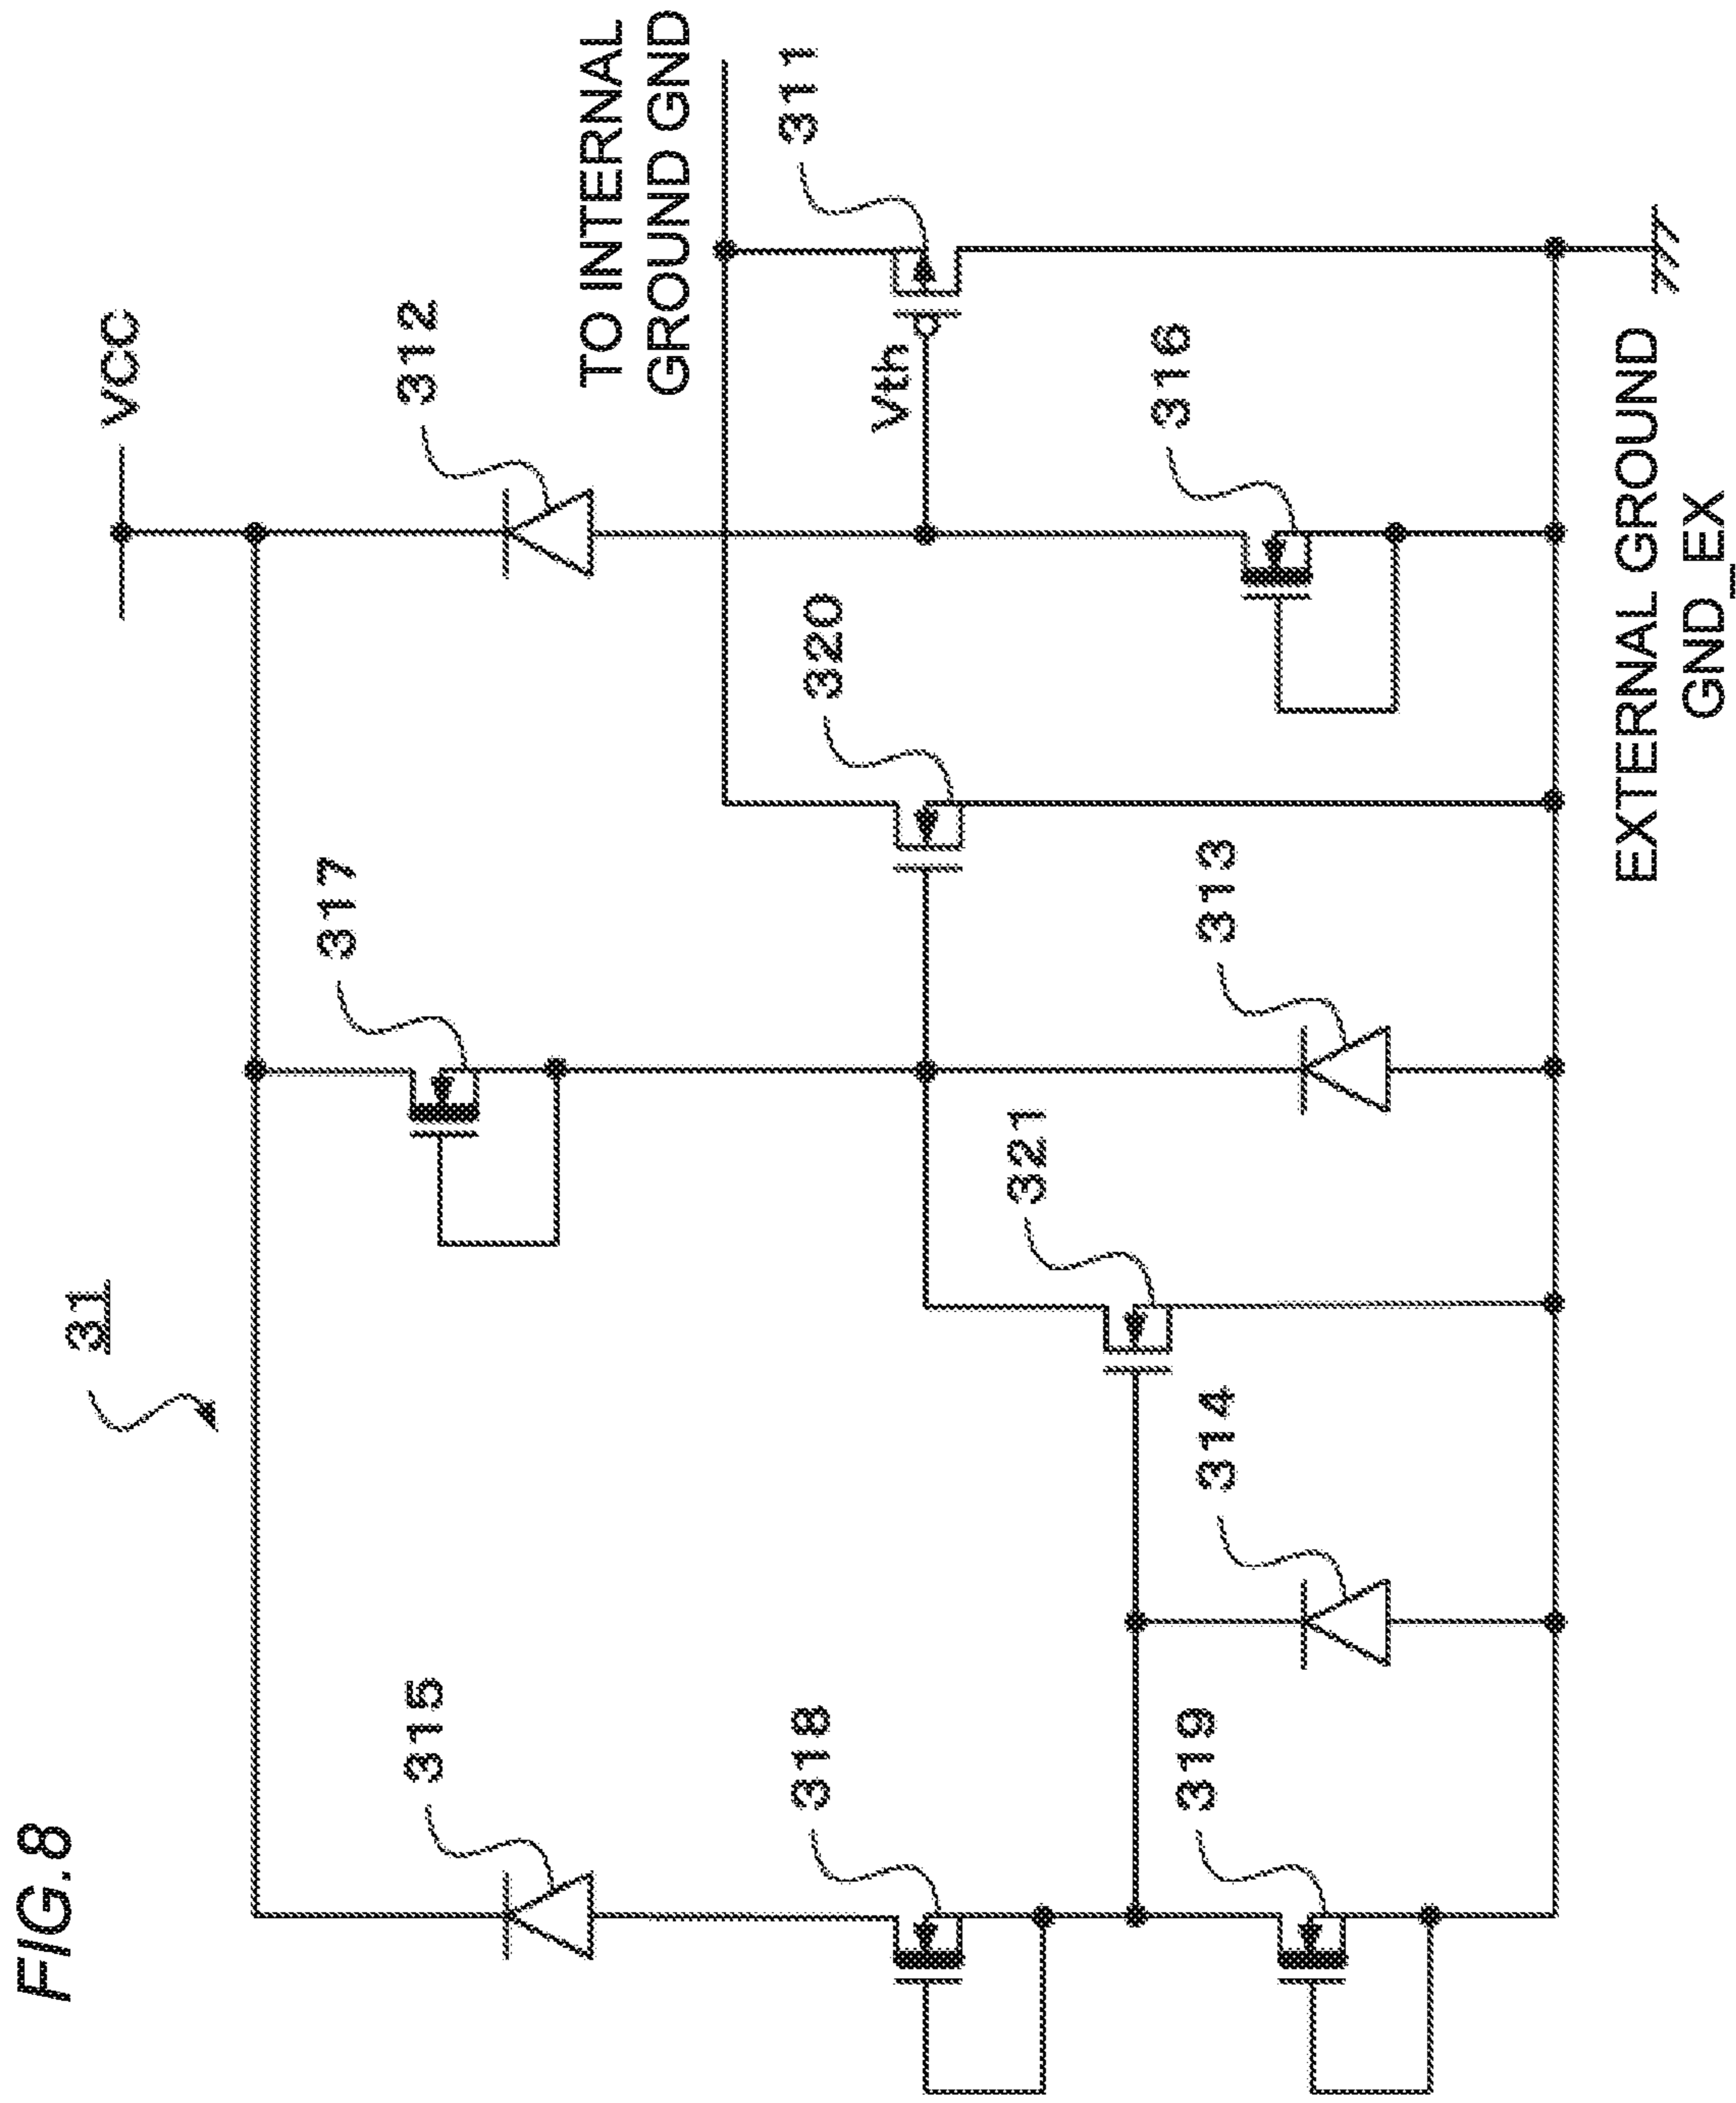 FIG.8
31
VCC
315
317
312
TO INTERNAL
GROUND GND
318
320
311
Vth
321
319
314
313
316
EXTERNAL GROUND
GND_EX